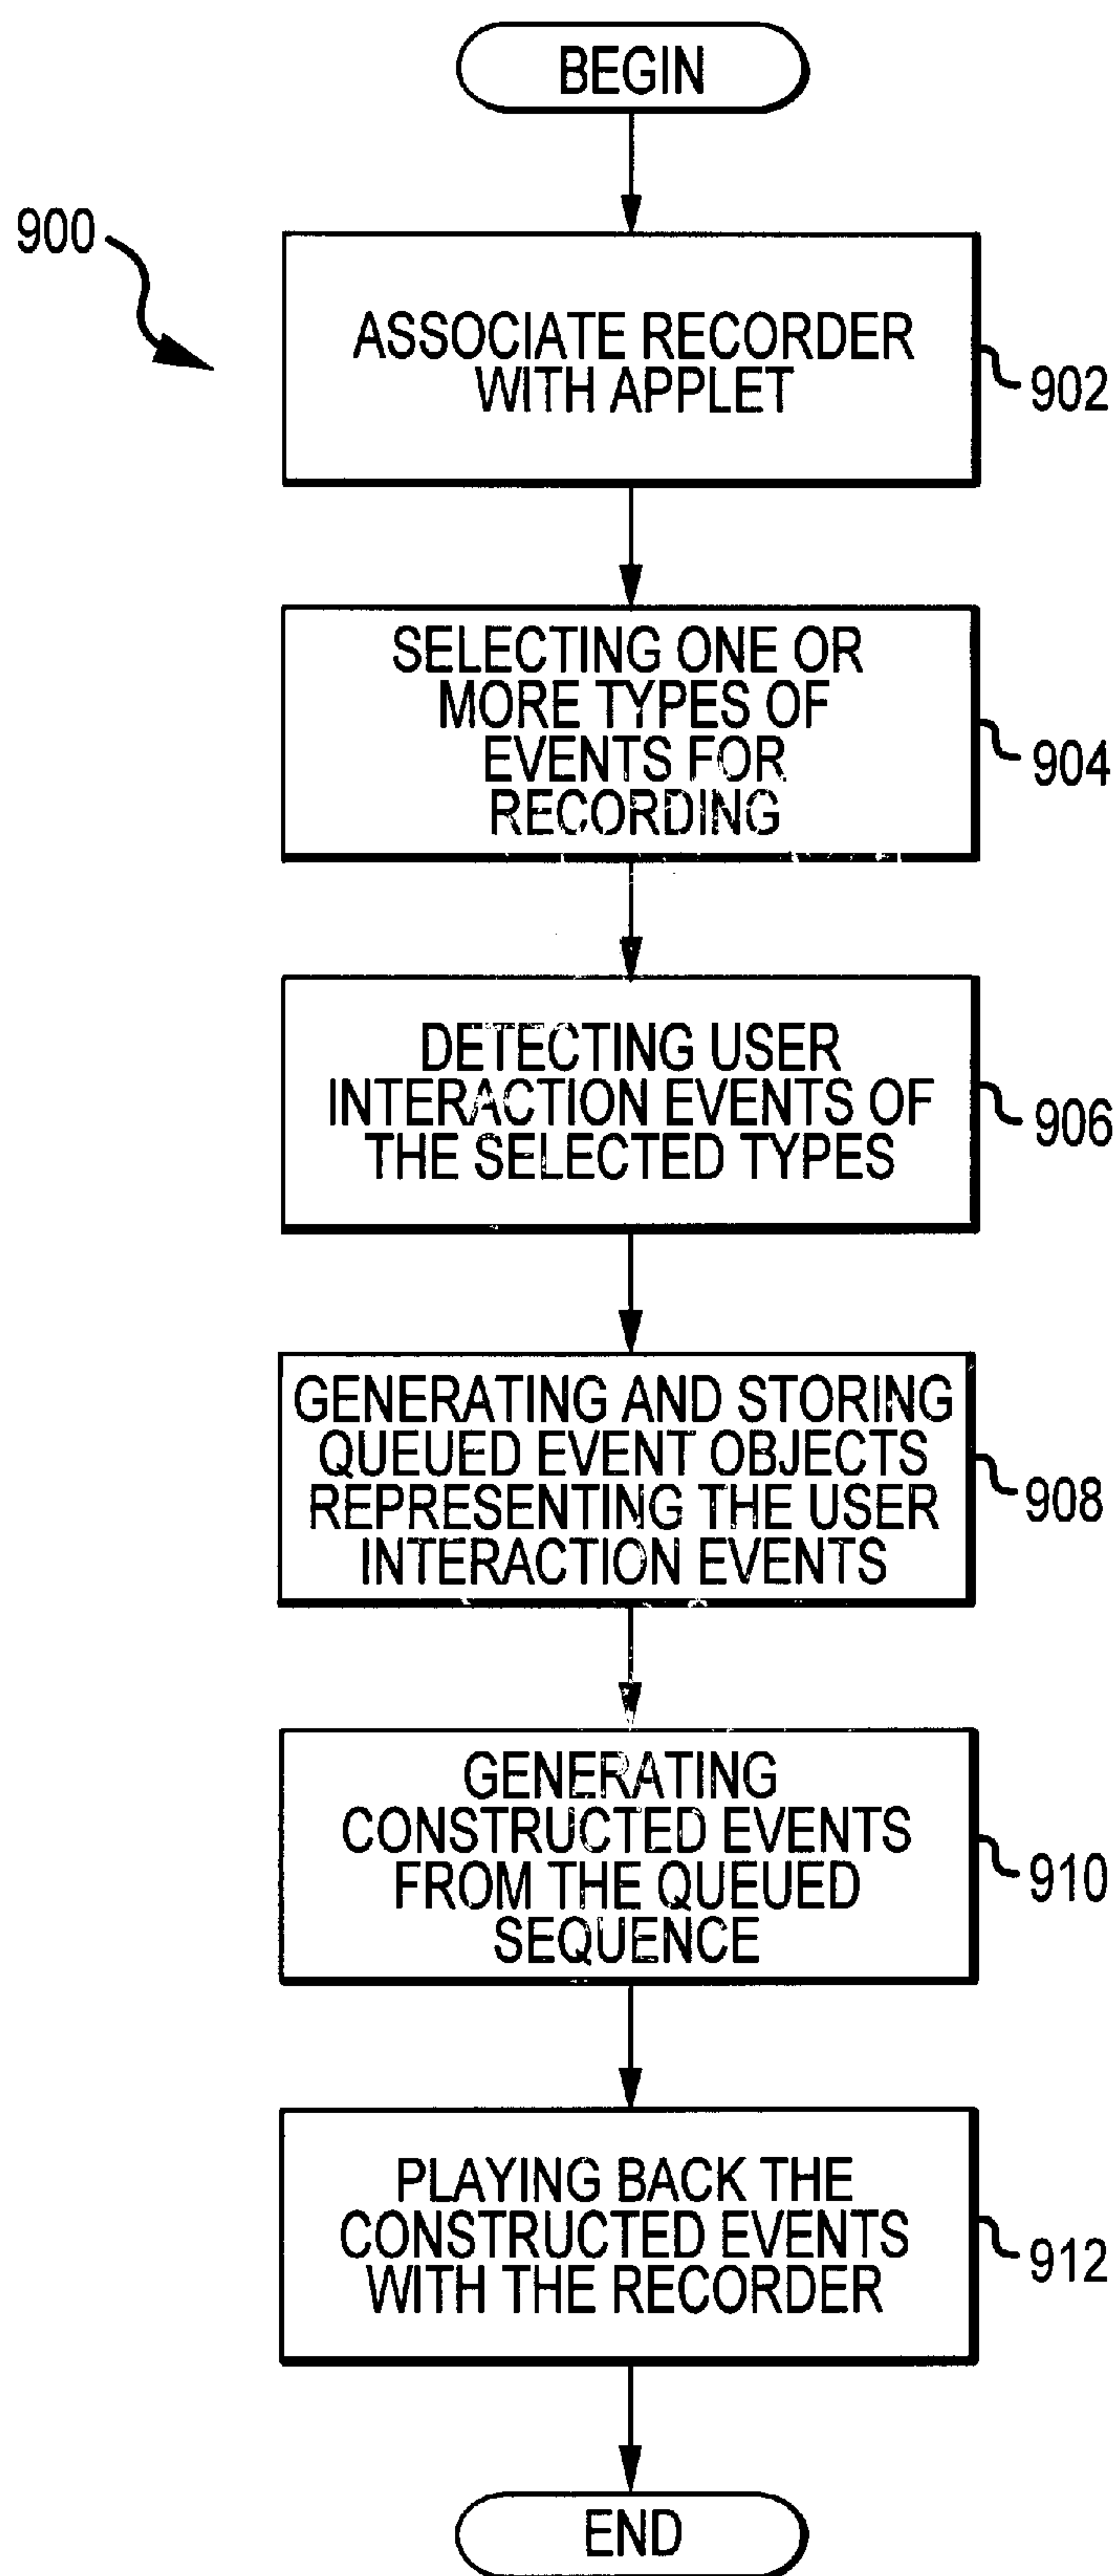 BEGIN
900
ASSOCIATE RECORDER
WITH APPLET
902
SELECTING ONE OR
MORE TYPES OF
EVENTS FOR
RECORDING
904
DETECTING USER
INTERACTION EVENTS OF
THE SELECTED TYPES
906
GENERATING AND STORING
QUEUED EVENT OBJECTS
REPRESENTING THE USER
INTERACTION EVENTS
908
GENERATING
CONSTRUCTED EVENTS
FROM THE QUEUED
SEQUENCE
910
PLAYING BACK THE
CONSTRUCTED EVENTS
WITH THE RECORDER
912
END